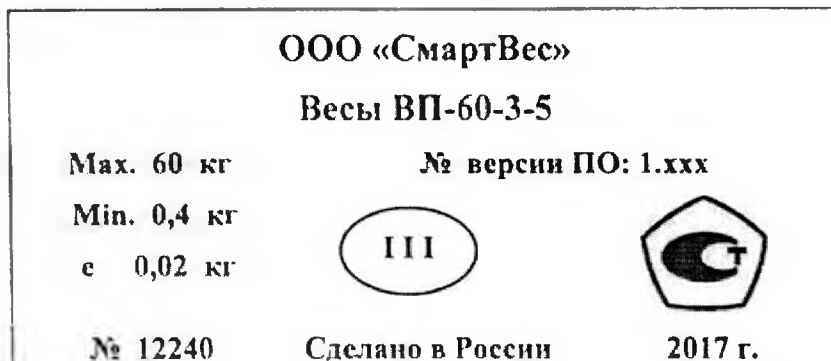 ООО «СмартВес»
Весы ВП-60-3-5
Max. 60 кг № версии ПО: 1.xxx
Min. 0,4 кг
e 0,02 кг
III
т
№ 12240 Сделано в России 2017 г.